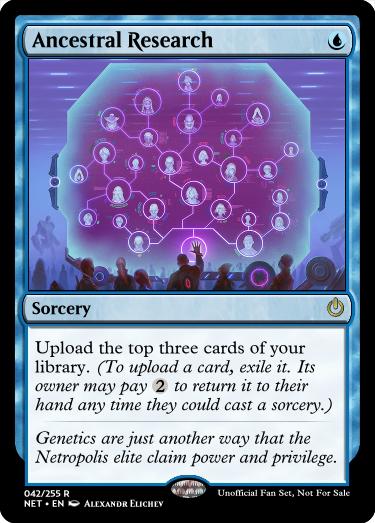 Ancestral Research
Sorcery
Upload the top three cards of your
library. (To upload a card, exile it. Its
owner may pay 2 to return it to their
hand any time they could cast a sorcery.)
Genetics are just another way that the
Netropolis elite claim power and privilege.
042/255 R
NET • EN Alexandr Elichev
Unofficial Fan Set, Not For Sale